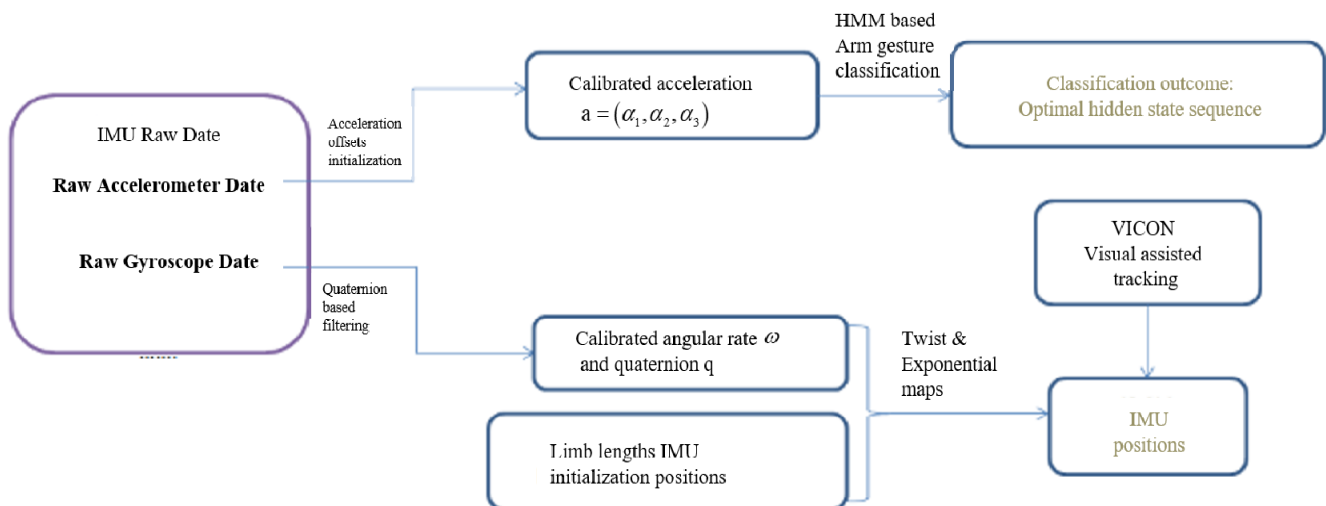 IMU Raw Date
Raw Accelerometer Date
Raw Gyroscope Date
Acceleration
offsets
initialization
Calibrated acceleration
a = (α₁, α₂, α₃)
HMM based
Arm gesture
classification
Classification outcome:
Optimal hidden state sequence
Quaternion
based
filtering
Calibrated angular rate ω
and quaternion q
Limb lengths IMU
initialization positions
Twist &
Exponential
maps
VICON
Visual assisted
tracking
IMU
positions